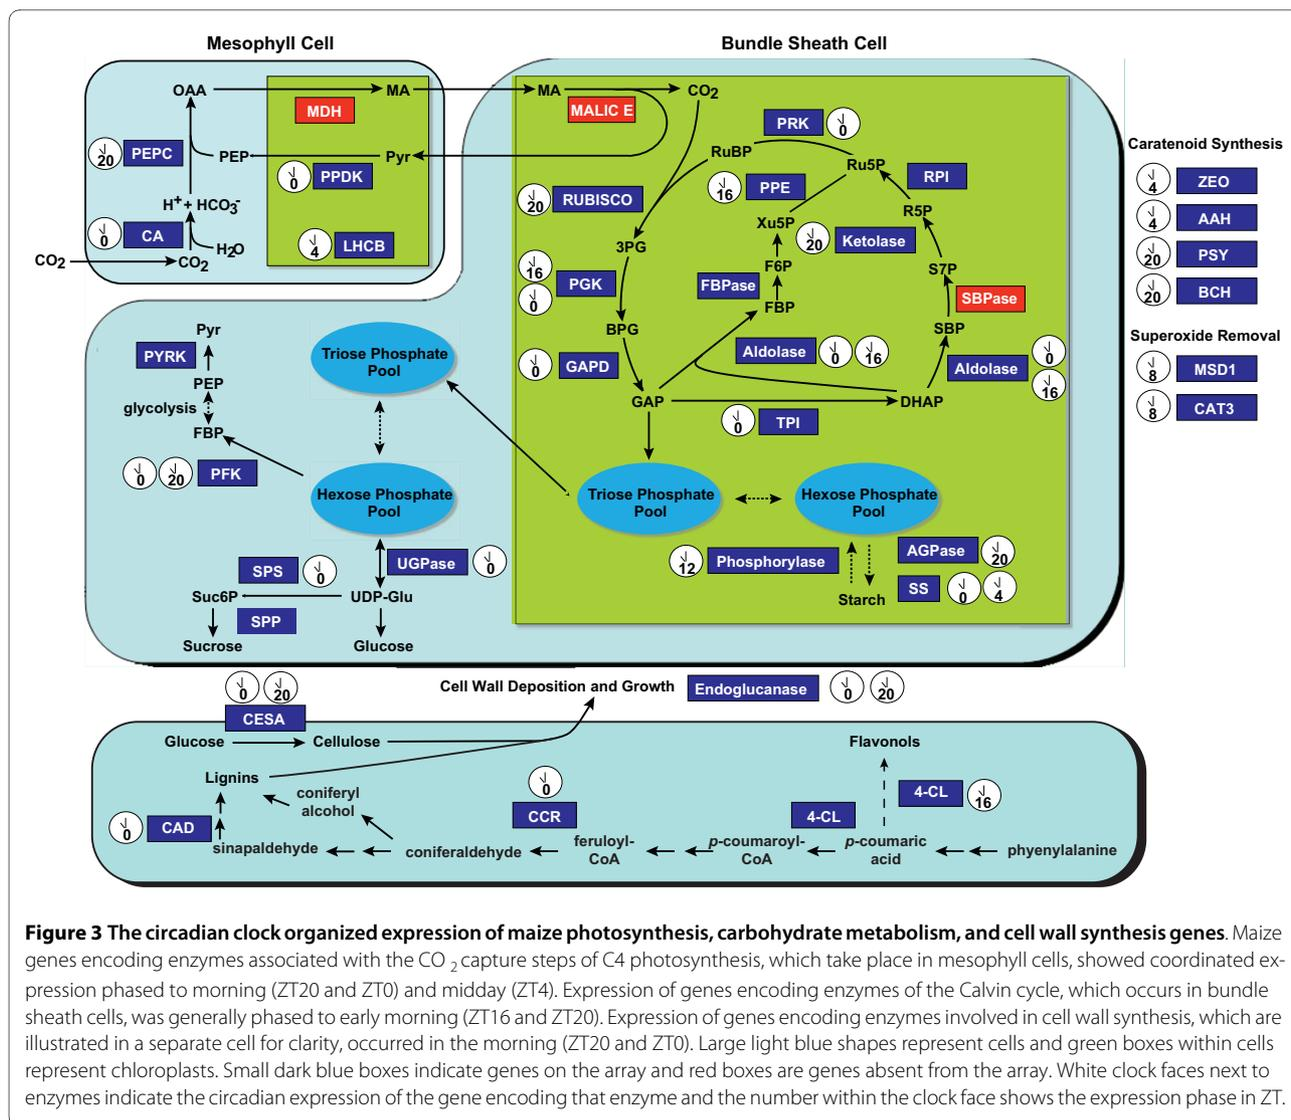 Mesophyll Cell
Bundle Sheath Cell
OAA
MA
MDH
MA
MALIC E
CO2
PRK
0
RuBP
Ru5P
20
PEPC
PEP
Pyr
0
PPDK
RUBISCO
20
16
PPE
RPI
H+ + HCO3-
R5P
0
CA
H2O
4
LHCB
CO2
CO2
Xu5P
20
Ketolase
3PG
16
0
PGK
F6P
FBPase
FBP
S7P
SBPase
SBP
BPG
0
GAPD
Aldolase
0
16
Aldolase
0
16
GAP
DHAP
0
TPI
Caratenoid Synthesis
4
ZEO
4
AAH
20
PSY
20
BCH
Superoxide Removal
8
MSD1
8
CAT3
Pyr
PYRK
PEP
glycolysis
FBP
0
20
PFK
Triose Phosphate
Pool
Hexose Phosphate
Pool
Triose Phosphate
Pool
Hexose Phosphate
Pool
UGPase
0
12
Phosphorylase
AGPase
20
SS
0
4
Starch
SPS
0
Suc6P
UDP-Glu
SPP
Sucrose
Glucose
0
20
CESA
Cell Wall Deposition and Growth
Endoglucanase
0
20
Glucose
Cellulose
Flavonols
Lignins
coniferyl
alcohol
0
CCR
4-CL
4-CL
16
0
CAD
sinapaldehyde
coniferaldehyde
feruloyl-
CoA
p-coumaroyl-
CoA
p-coumaric
acid
phyenylalanine
Figure 3 The circadian clock organized expression of maize photosynthesis, carbohydrate metabolism, and cell wall synthesis genes. Maize
genes encoding enzymes associated with the CO 2 capture steps of C4 photosynthesis, which take place in mesophyll cells, showed coordinated ex-
pression phased to morning (ZT20 and ZT0) and midday (ZT4). Expression of genes encoding enzymes of the Calvin cycle, which occurs in bundle
sheath cells, was generally phased to early morning (ZT16 and ZT20). Expression of genes encoding enzymes involved in cell wall synthesis, which are
illustrated in a separate cell for clarity, occurred in the morning (ZT20 and ZT0). Large light blue shapes represent cells and green boxes within cells
represent chloroplasts. Small dark blue boxes indicate genes on the array and red boxes are genes absent from the array. White clock faces next to
enzymes indicate the circadian expression of the gene encoding that enzyme and the number within the clock face shows the expression phase in ZT.